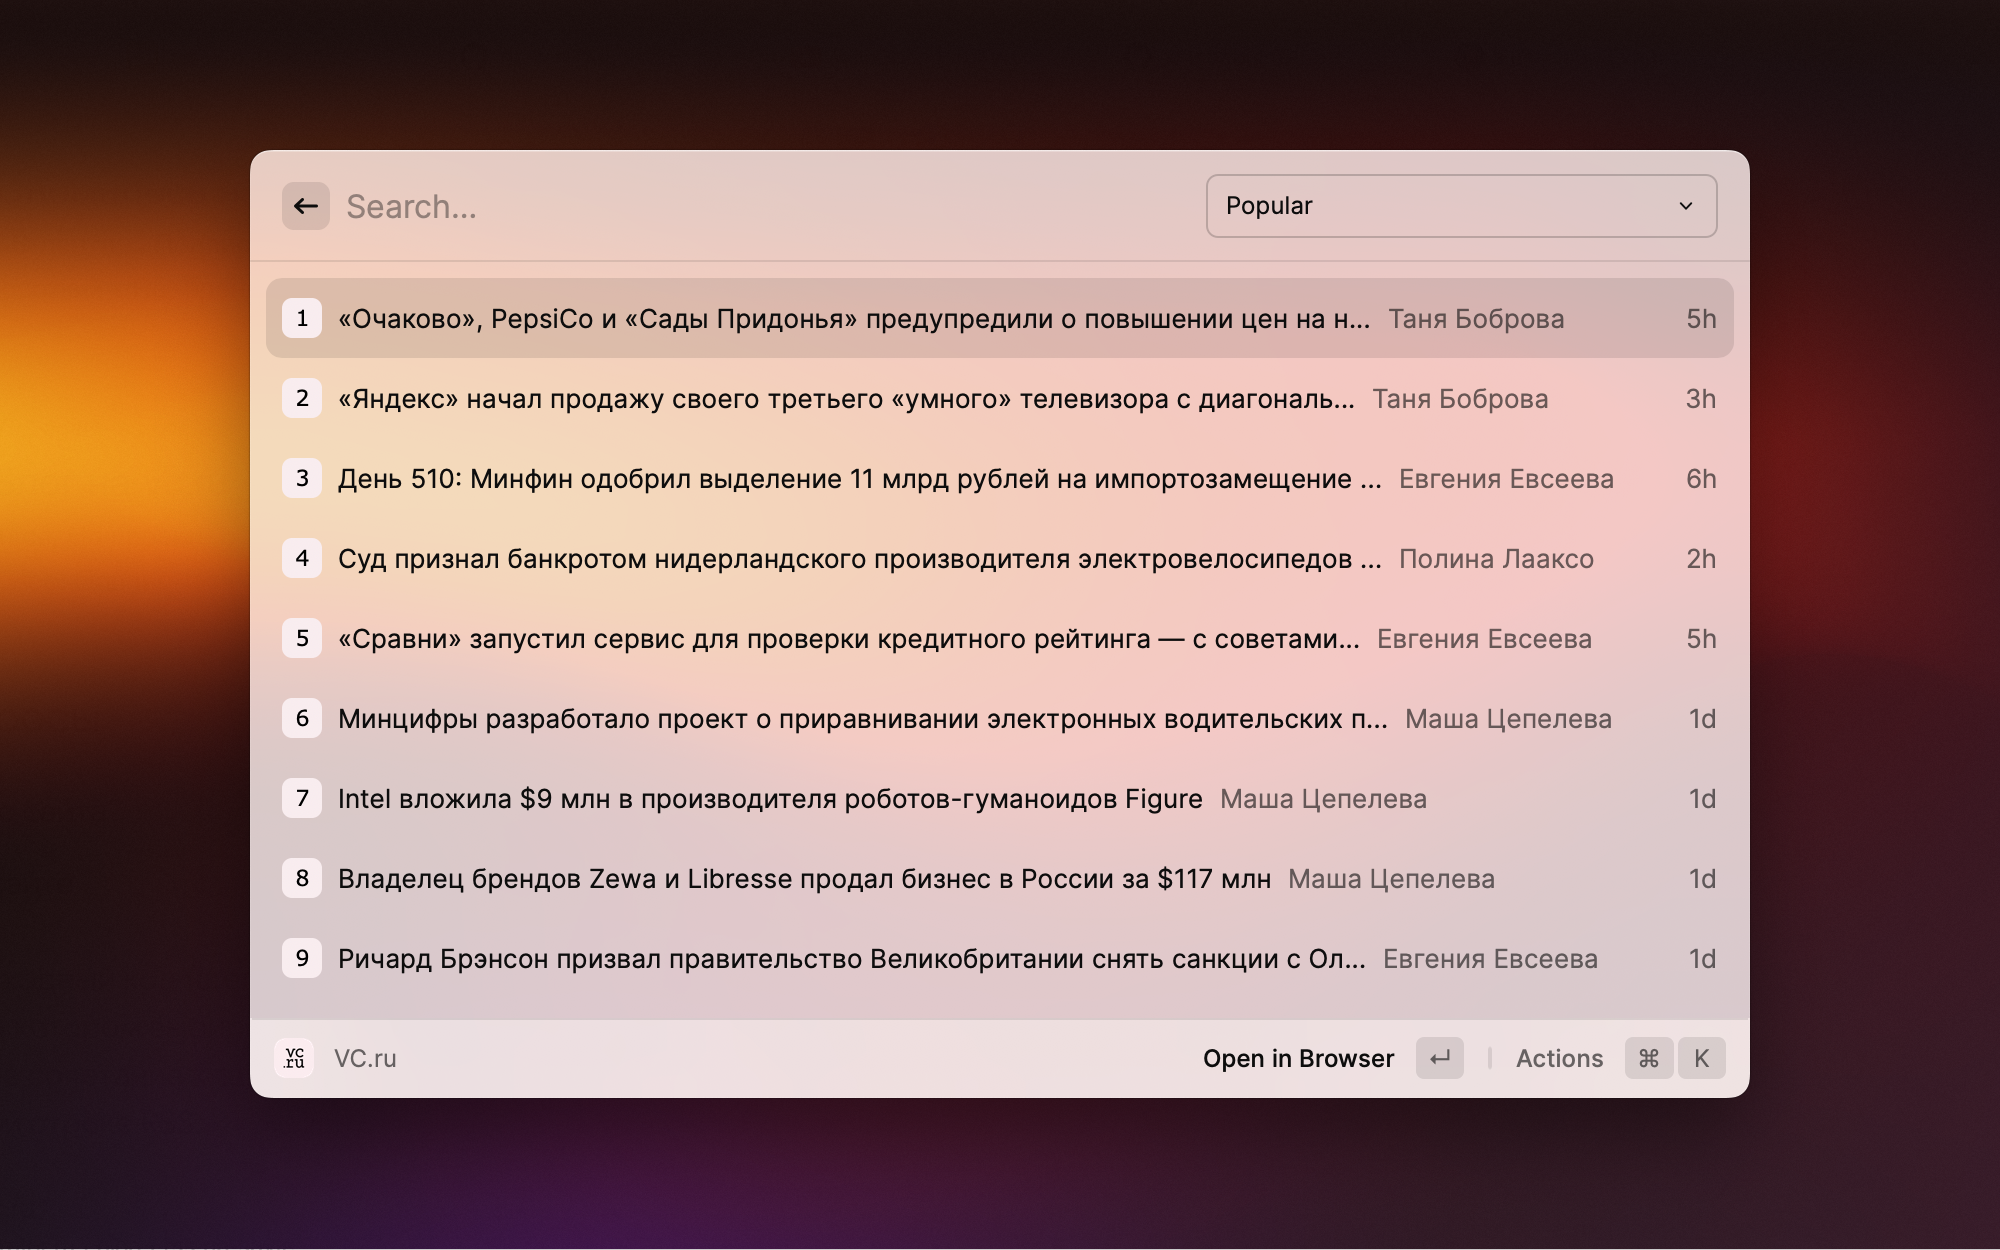 Search...
Popular
1 «Очаково», PepsiCo и «Сады Придонья» предупредили о повышении цен на н... Таня Боброва 5h
2 «Яндекс» начал продажу своего третьего «умного» телевизора с диагональ... Таня Боброва 3h
3 День 510: Минфин одобрил выделение 11 млрд рублей на импортозамещение ... Евгения Евсеева 6h
4 Суд признал банкротом нидерландского производителя электровелосипедов ... Полина Лааксо 2h
5 «Сравни» запустил сервис для проверки кредитного рейтинга — с советами... Евгения Евсеева 5h
6 Минцифры разработало проект о приравнивании электронных водительских п... Маша Цепелева 1d
7 Intel вложила $9 млн в производителя роботов-гуманоидов Figure Маша Цепелева 1d
8 Владелец брендов Zewa и Libresse продал бизнес в России за $117 млн Маша Цепелева 1d
9 Ричард Брэнсон призвал правительство Великобритании снять санкции с Ол... Евгения Евсеева 1d
vc
.ru
VC.ru
Open in Browser ↵ Actions ⌘ K